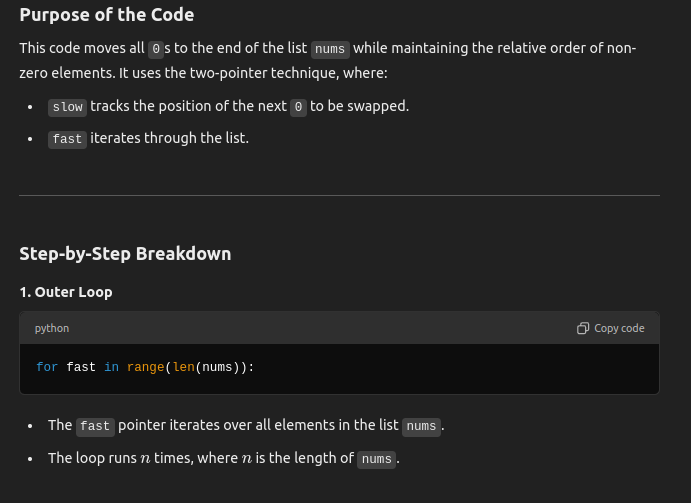 Purpose of the Code
This code moves all 0s to the end of the list nums while maintaining the relative order of non-
zero elements. It uses the two-pointer technique, where:
• slow tracks the position of the next 0 to be swapped.
• fast iterates through the list.
Step-by-Step Breakdown
1. Outer Loop
python Copy code
for fast in range(len(nums)):
• The fast pointer iterates over all elements in the list nums.
• The loop runs n times, where n is the length of nums.